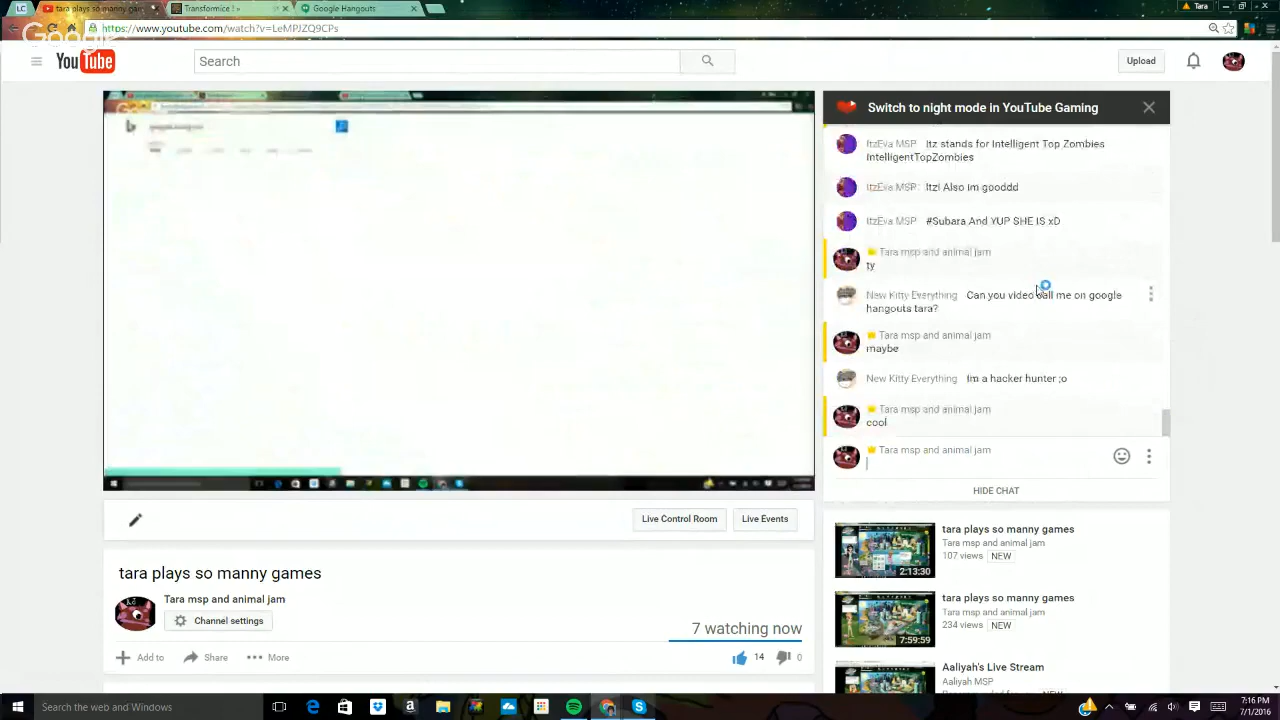 LC
tara plays so manny gam
Transformice ! »
Google Hangouts
Tara
https://www.youtube.com/watch?v=LeMPJZQ9CPs
Google
YouTube
Search
Upload
Switch to night mode in YouTube Gaming
ItzEva MSP Itz stands for Intelligent Top Zombies
IntelligentTopZombies
ItzEva MSP Itzi Also im gooddd
ItzEva MSP #Subara And YUP SHE IS xD
Tara msp and animal jam
ty
New Kitty Everything Can you video call me on google
hangouts tara?
Tara msp and animal jam
maybe
New Kitty Everything Im a hacker hunter ;o
Tara msp and animal jam
cool
Tara msp and animal jam
HIDE CHAT
Live Control Room
Live Events
tara plays so manny games
Tara msp and animal jam
Channel settings
7 watching now
Add to
Share
More
14
0
tara plays so manny games
Tara msp and animal jam
107 views NEW
2:13:30
tara plays so manny games
Tara msp and animal jam
234 views NEW
7:59:59
Aaliyah's Live Stream
Aaliyah MSP
Search the web and Windows
7:16 PM
7/1/2016